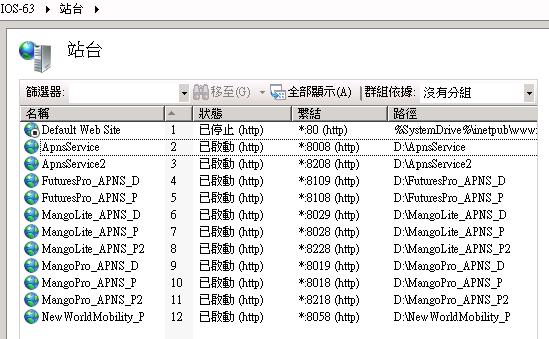 IOS-63 ▸ 站台 ▸
站台
篩選器: 移至(G) 全部顯示(A) 群組依據: 沒有分組
名稱 狀態 繫結 路徑
Default Web Site 1 已停止 (http) *:80 (http) %SystemDrive%\inetpub\www
ApnsService 2 已啟動 (http) *:8008 (http) D:\ApnsService
ApnsService2 3 已啟動 (http) *:8208 (http) D:\ApnsService2
FuturesPro_APNS_D 4 已啟動 (http) *:8109 (http) D:\FuturesPro_APNS_D
FuturesPro_APNS_P 5 已啟動 (http) *:8108 (http) D:\FuturesPro_APNS_P
MangoLite_APNS_D 6 已啟動 (http) *:8029 (http) D:\MangoLite_APNS_D
MangoLite_APNS_P 7 已啟動 (http) *:8028 (http) D:\MangoLite_APNS_P
MangoLite_APNS_P2 8 已啟動 (http) *:8228 (http) D:\MangoLite_APNS_P2
MangoPro_APNS_D 9 已啟動 (http) *:8019 (http) D:\MangoPro_APNS_D
MangoPro_APNS_P 10 已啟動 (http) *:8018 (http) D:\MangoPro_APNS_P
MangoPro_APNS_P2 11 已啟動 (http) *:8218 (http) D:\MangoPro_APNS_P2
NewWorldMobility_P 12 已啟動 (http) *:8058 (http) D:\NewWorldMobility_P